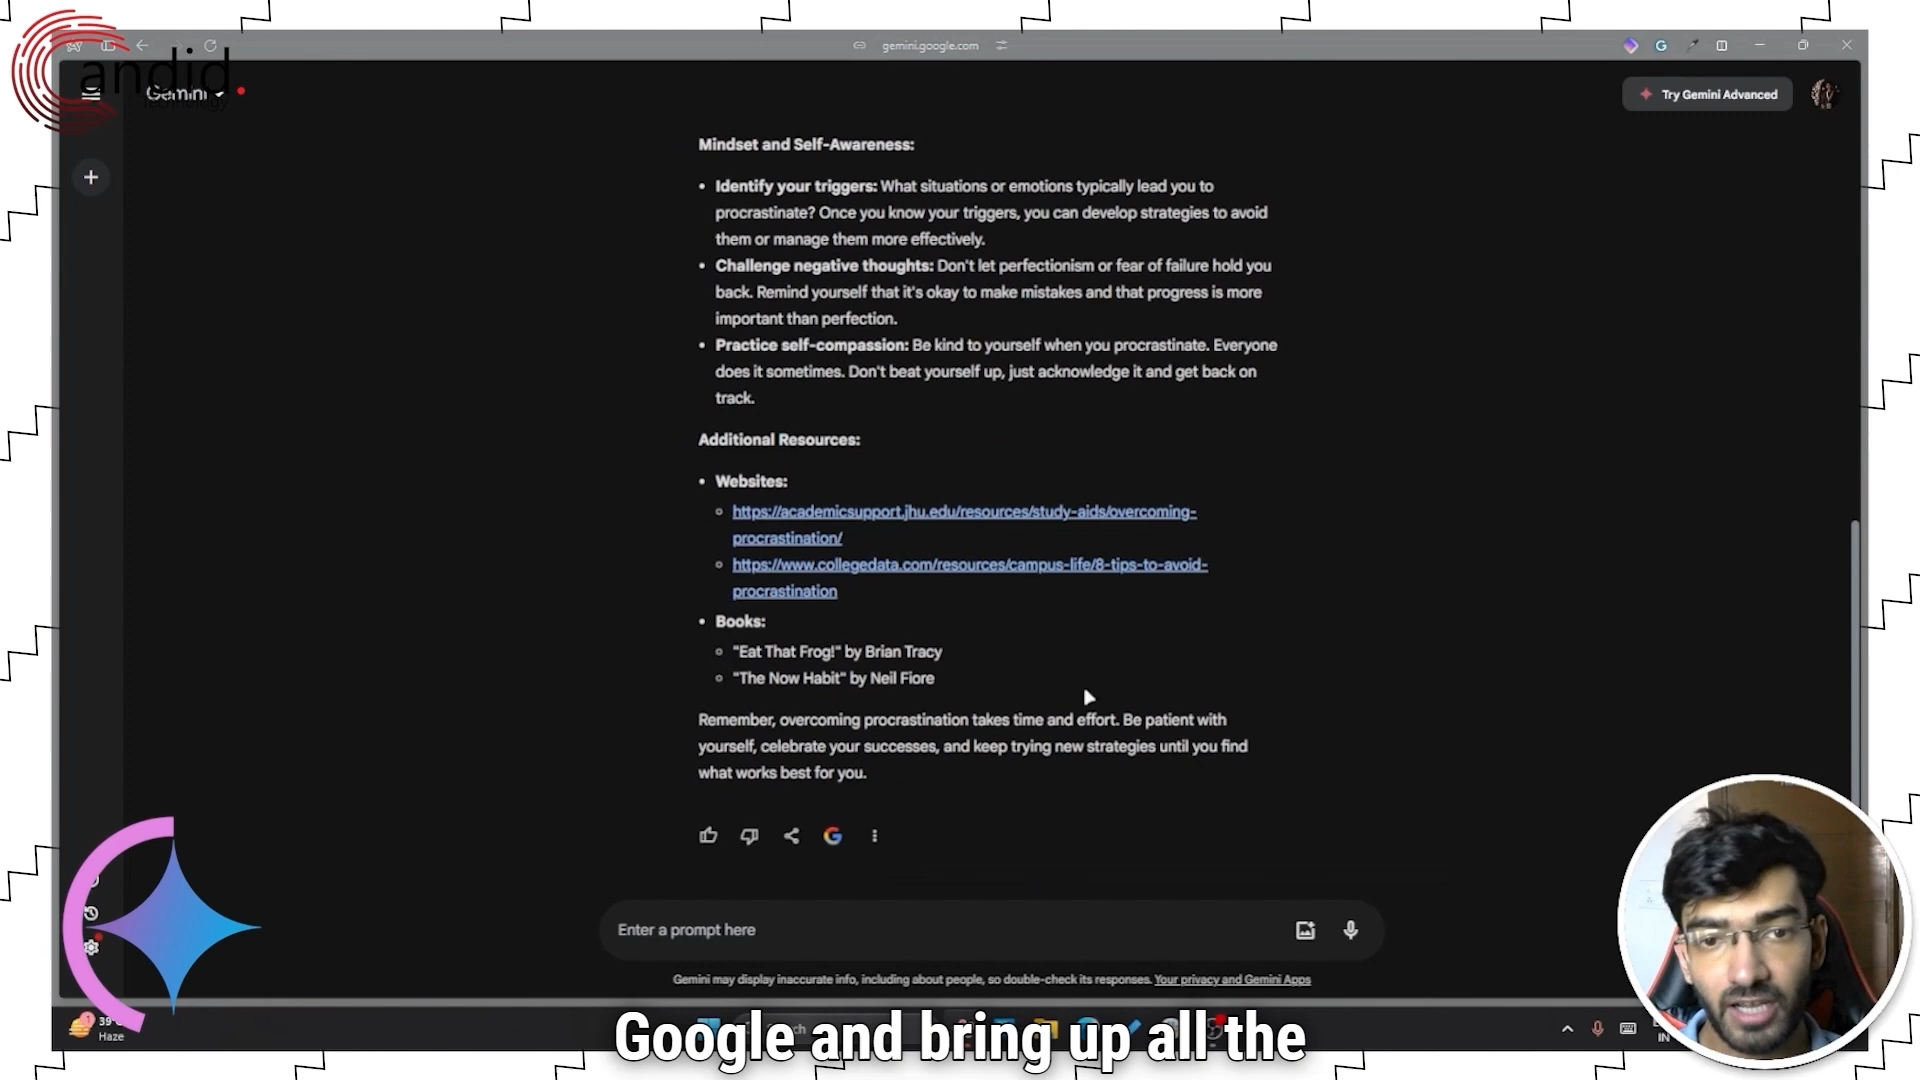 gemini.google.com
andid.
Technology
Gemini
Try Gemini Advanced
Mindset and Self-Awareness:
• Identify your triggers: What situations or emotions typically lead you to
procrastinate? Once you know your triggers, you can develop strategies to avoid
them or manage them more effectively.
• Challenge negative thoughts: Don't let perfectionism or fear of failure hold you
back. Remind yourself that it's okay to make mistakes and that progress is more
important than perfection.
• Practice self-compassion: Be kind to yourself when you procrastinate. Everyone
does it sometimes. Don't beat yourself up, just acknowledge it and get back on
track.
Additional Resources:
• Websites:
https://academicsupport.jhu.edu/resources/study-aids/overcoming-
procrastination/
https://www.collegedata.com/resources/campus-life/8-tips-to-avoid-
procrastination
• Books:
"Eat That Frog!" by Brian Tracy
"The Now Habit" by Neil Fiore
Remember, overcoming procrastination takes time and effort. Be patient with
yourself, celebrate your successes, and keep trying new strategies until you find
what works best for you.
Enter a prompt here
Gemini may display inaccurate info, including about people, so double-check its responses. Your privacy and Gemini Apps
1
39°
Haze
IN
Google and bring up all the